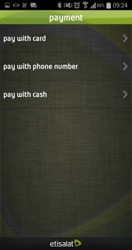 09:24
payment
pay with card
pay with phone number
pay with cash
etisalat